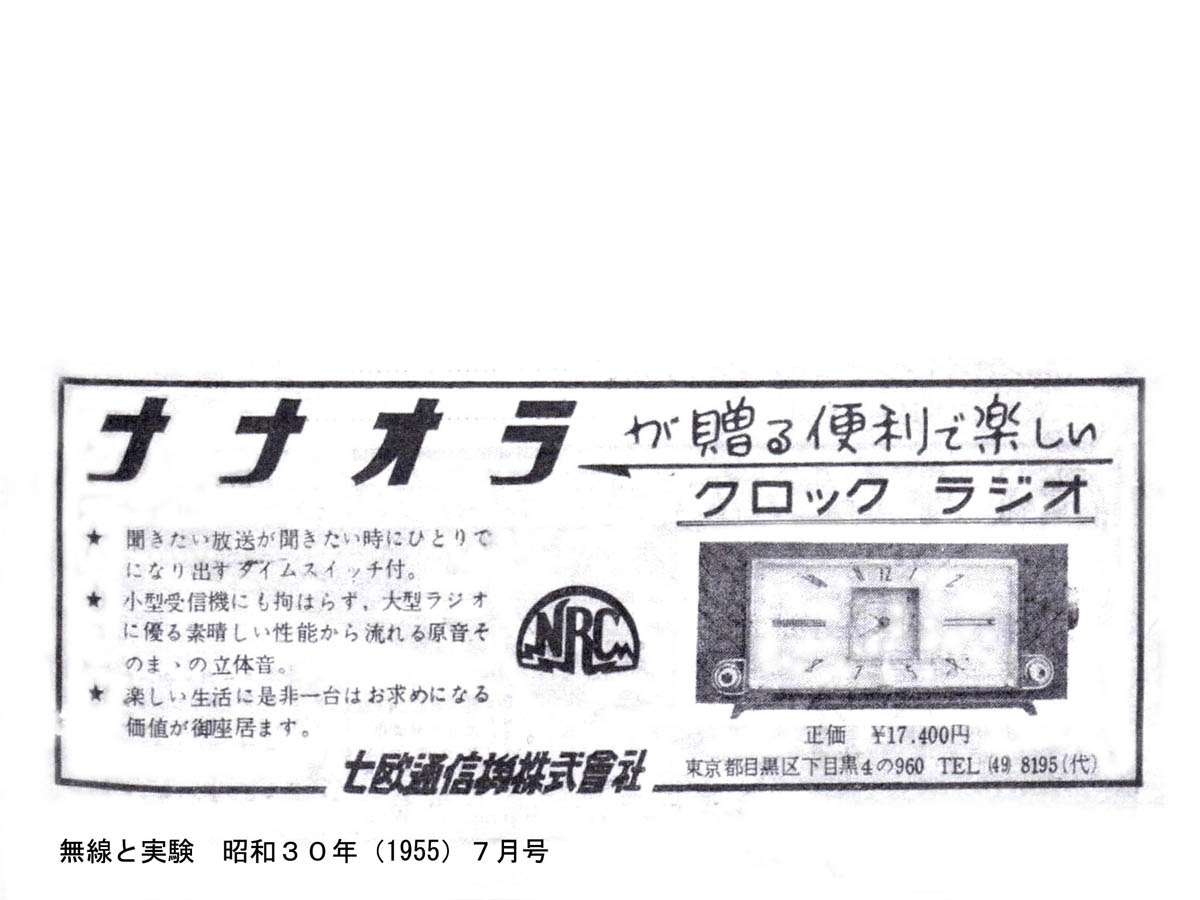 ナナオラ が贈る便利で楽しい
クロック ラジオ
★ 聞きたい放送が聞きたい時にひとりで
になり出すタイムスイッチ付。
★ 小型受信機にも拘はらず、大型ラジオ
に優る素晴しい性能から流れる原音そ
のまゝの立体音。
★ 楽しい生活に是非一台はお求めになる
価値が御座居ます。
NRC
12
正価 ¥17.400円
七欧通信機株式會社
東京都目黒区下目黒4の960 TEL (49) 8195(代)
無線と実験 昭和30年(1955)7月号